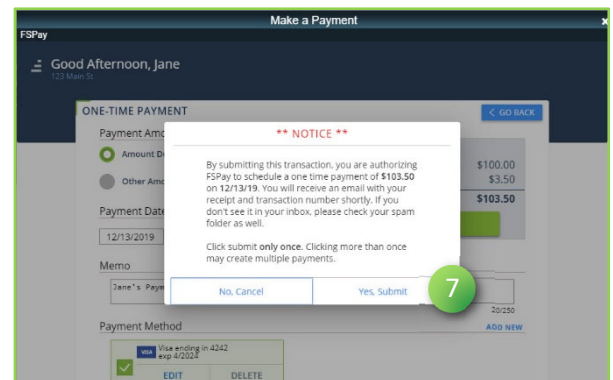 Make a Payment
x
FSPay
Good Afternoon, Jane
123 Main St
ONE-TIME PAYMENT
< GO BACK
Payment Amo
** NOTICE **
Amount D
$100.00
Other Amo
$3.50
$103.50
By submitting this transaction, you are authorizing
FSPay to schedule a one time payment of $103.50
on 12/13/19. You will receive an email with your
receipt and transaction number shortly. If you
don't see it in your inbox, please check your spam
folder as well.
Payment Date
12/13/2019
Click submit only once. Clicking more than once
may create multiple payments.
Memo
Jane's Paym
No, Cancel
Yes, Submit
7
20/250
Payment Method
ADD NEW
VISA
Visa ending in 4242
exp 4/2024
EDIT
DELETE